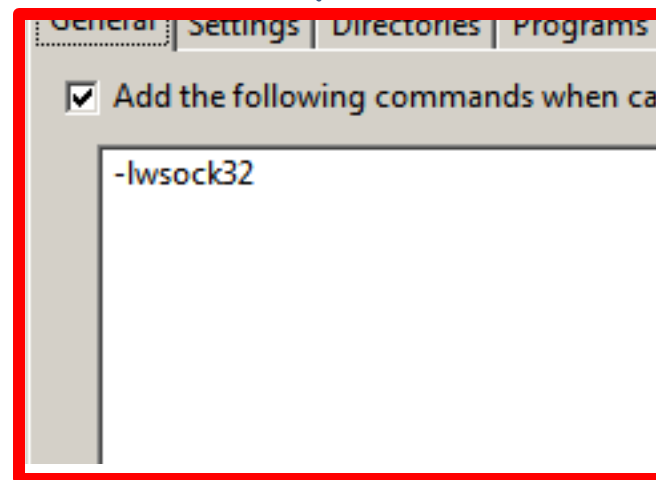 General Settings Directories Programs
Add the following commands when ca
-lwsock32